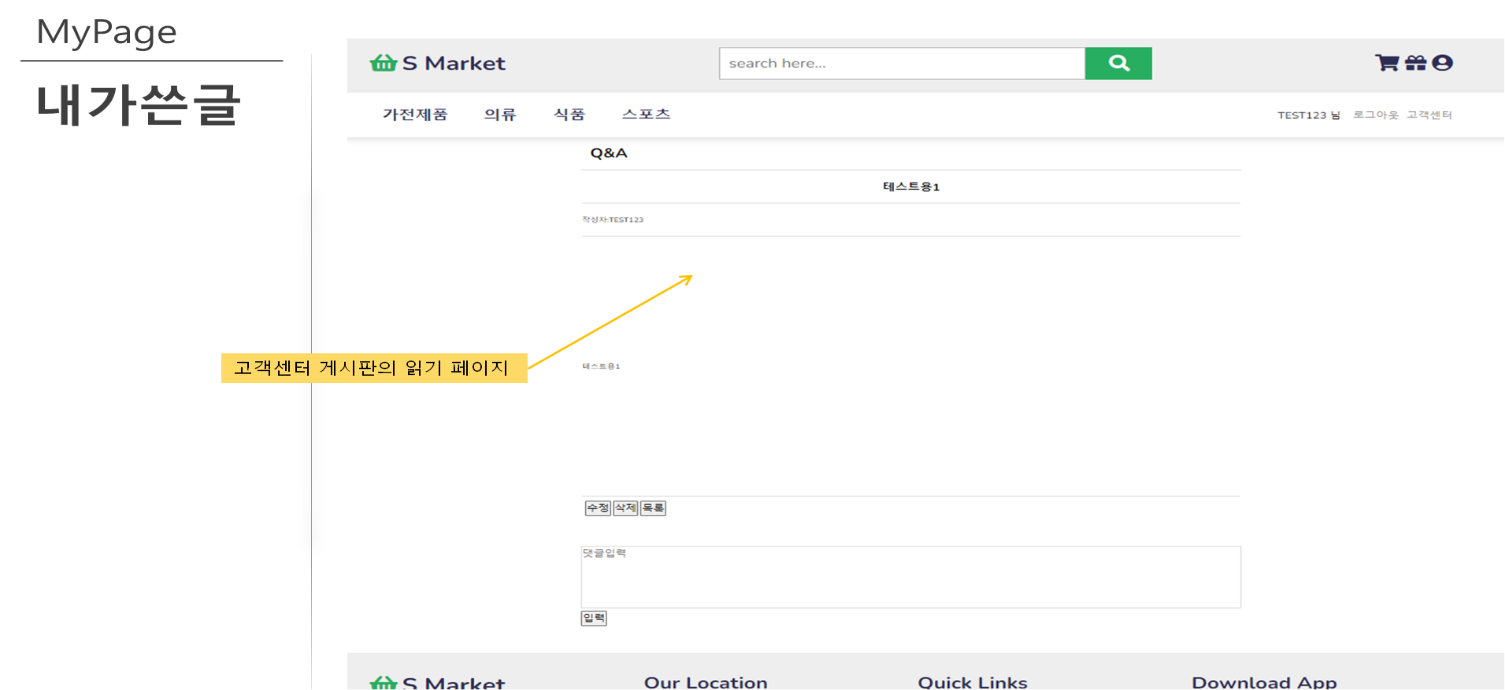 MyPage
내가쓴글
S Market
search here...
가전제품 의류 식품 스포츠
TEST123 님 로그아웃 고객센터
Q&A
테스트용1
작성자:TEST123
고객센터 게시판의 읽기 페이지
테스트용1
수정 삭제 목록
댓글입력
입력
S Market Our Location Quick Links Download App